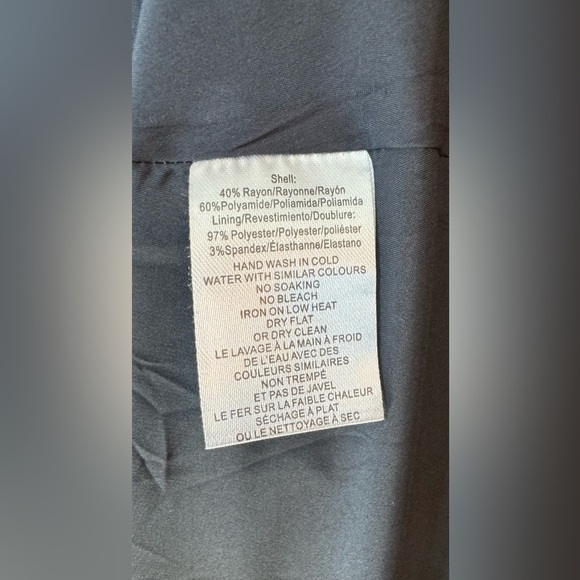 Shell:
40% Rayon/Rayonne/Rayón
60%Polyamide/Poliamida/Poliamida
Lining/Revestimiento/Doublure:
97% Polyester/Polyester/poliéster
3%Spandex/Élasthanne/Elastano
HAND WASH IN COLD
WATER WITH SIMILAR COLOURS
NO SOAKING
NO BLEACH
IRON ON LOW HEAT
DRY FLAT
OR DRY CLEAN
LE LAVAGE À LA MAIN À FROID
DE L'EAU AVEC DES
COULEURS SIMILAIRES
NON TREMPÉ
ET PAS DE JAVEL
LE FER SUR LA FAIBLE CHALEUR
SÉCHAGE À PLAT
OU LE NETTOYAGE À SEC